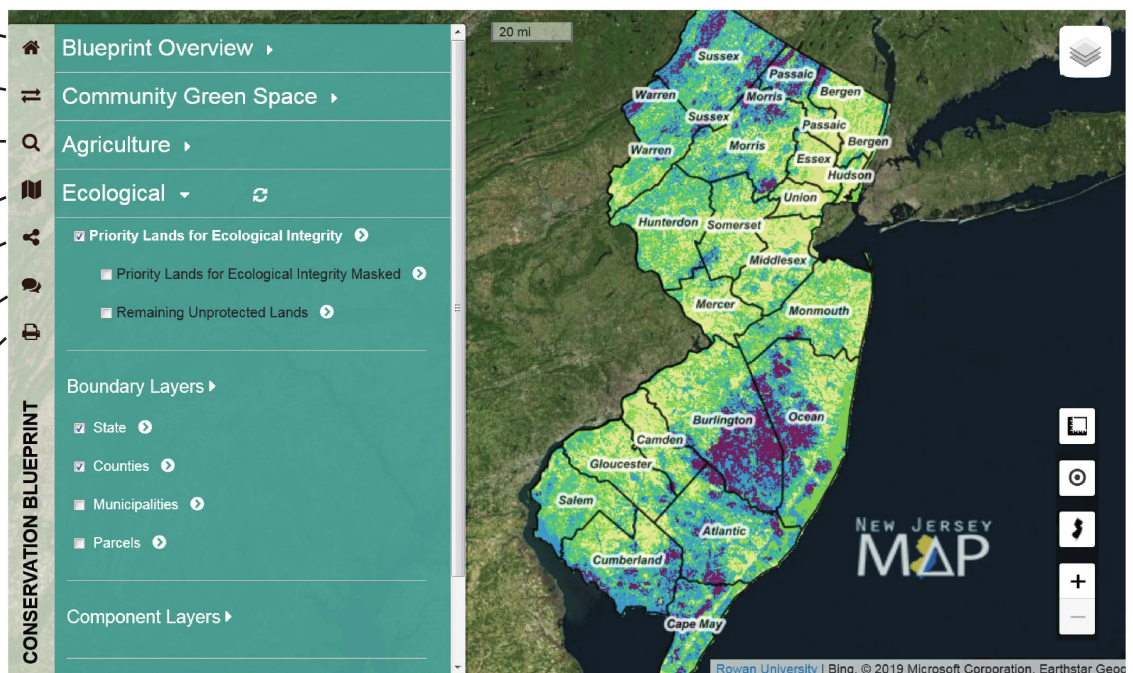 Blueprint Overview
Community Green Space
Agriculture
Ecological
Priority Lands for Ecological Integrity
Priority Lands for Ecological Integrity Masked
Remaining Unprotected Lands
Boundary Layers
State
Counties
Municipalities
Parcels
Component Layers
CONSERVATION BLUEPRINT
20 mi
Sussex
Passaic
Warren
Morris
Bergen
Sussex
Passaic
Bergen
Warren
Morris
Essex
Hudson
Union
Hunterdon
Somerset
Middlesex
Mercer
Monmouth
Burlington
Ocean
Camden
Gloucester
Salem
Atlantic
Cumberland
Cape May
NEW JERSEY
MAP
+
−
Rowan University | Bing, © 2019 Microsoft Corporation, Earthstar Geog